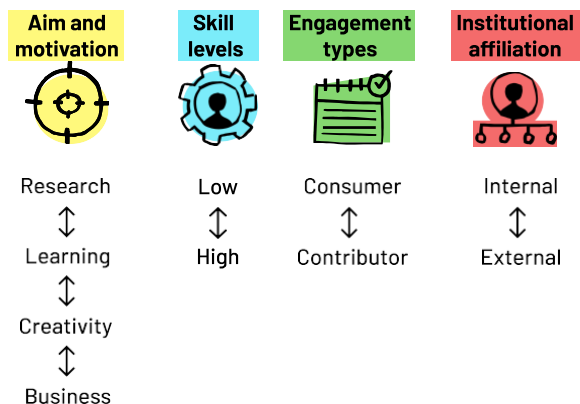 Aim and
motivation
Skill
levels
Engagement
types
Institutional
affiliation
Research
Learning
Creativity
Business
Low
High
Consumer
Contributor
Internal
External